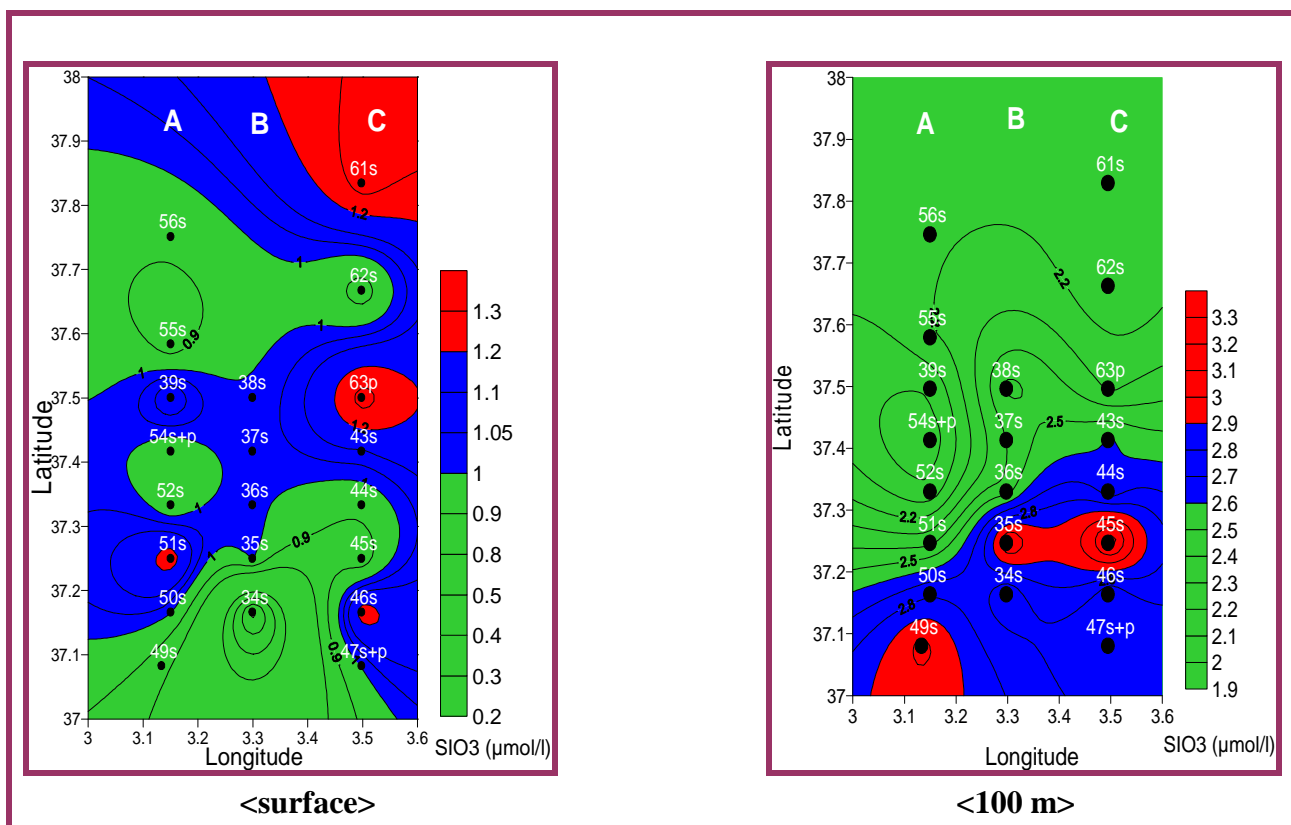 38
37.9
37.8
37.7
37.6
37.5
37.4
37.3
37.2
37.1
37
Latitude
A
B
C
61s
1.2
56s
1
62s
55s
0.9
1
1
39s
38s
63p
54s+p
37s
43s
52s
1
36s
44s
0.9
51s
1
35s
45s
50s
34s
46s
49s
0.9
47s+p
3
3.1
3.2
3.3
3.4
3.5
3.6
Longitude
1.3
1.2
1.1
1.05
1
0.9
0.8
0.5
0.4
0.3
0.2
SIO3 (µmol/l)
<surface>
38
37.9
37.8
37.7
37.6
37.5
37.4
37.3
37.2
37.1
37
Latitude
A
B
C
61s
56s
2.2
62s
55s
39s
38s
63p
54s+p
37s
2.5
43s
52s
36s
44s
2.2
2.8
51s
35s
45s
2.5
50s
34s
46s
2.8
49s
47s+p
3
3.1
3.2
3.3
3.4
3.5
3.6
Longitude
3.3
3.2
3.1
3
2.9
2.8
2.7
2.6
2.5
2.4
2.3
2.2
2.1
2
1.9
SIO3 (µmol/l)
<100 m>